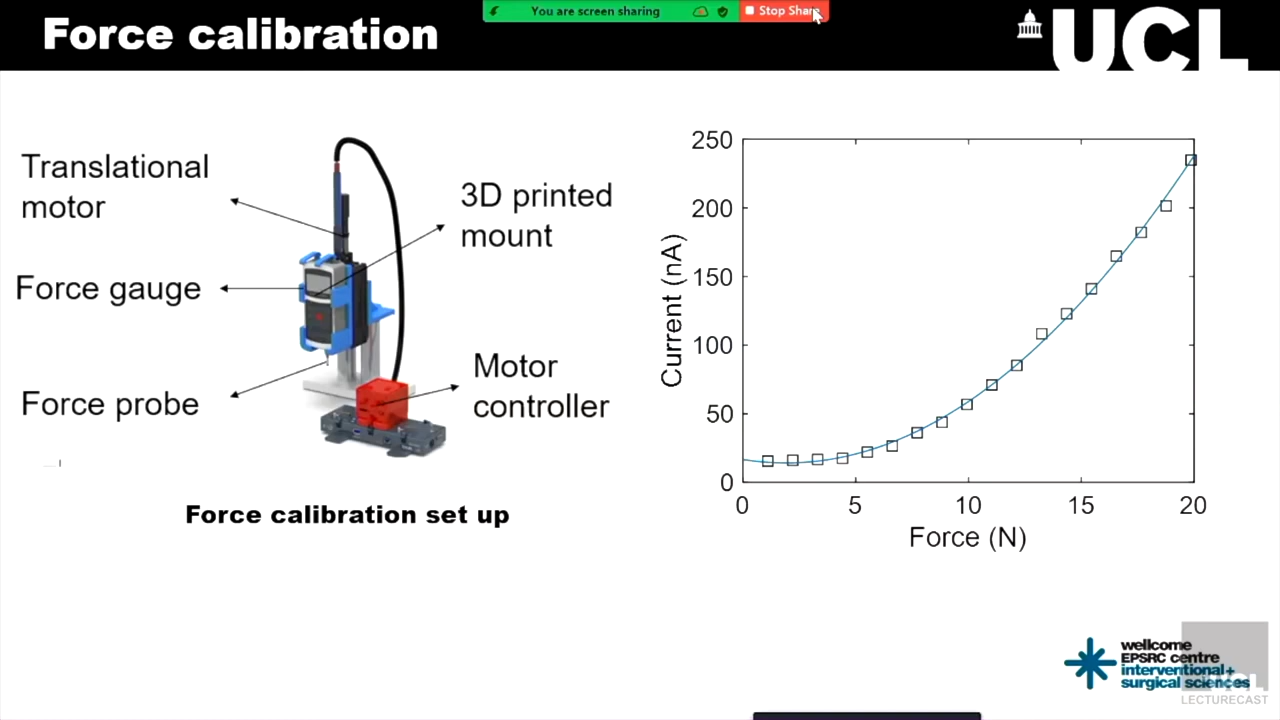 Force calibration
You are screen sharing
Stop Share
UCL
Translational
motor
Force gauge
Force probe
3D printed
mount
Motor
controller
Force calibration set up
250
200
150
100
50
0
Current (nA)
0 5 10 15 20
Force (N)
wellcome
EPSRC centre
interventional+
surgical sciences
UCL
LECTURECAST